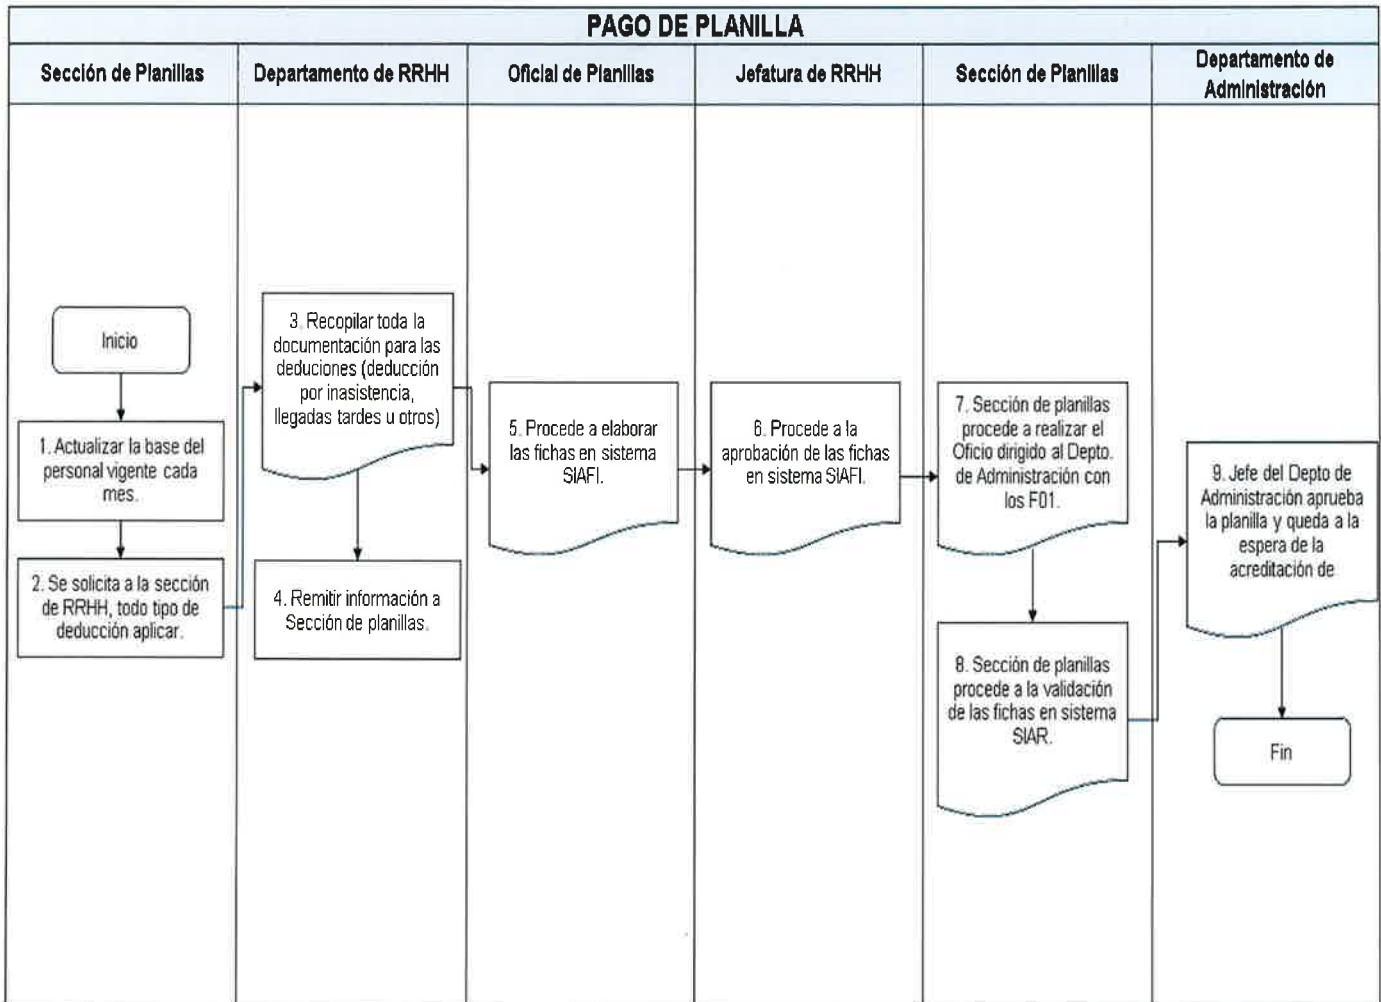 PAGO DE PLANILLA
Sección de Planillas
Departamento de RRHH
Oficial de Planillas
Jefatura de RRHH
Sección de Planillas
Departamento de
Administración
Inicio
1. Actualizar la base del
personal vigente cada
mes.
2. Se solicita a la sección
de RRHH, todo tipo de
deducción aplicar.
3. Recopilar toda la
documentación para las
deduciones (deducción
por inasistencia,
llegadas tardes u otros)
4. Remitir información a
Sección de planillas.
5. Procede a elaborar
las fichas en sistema
SIAFI.
6. Procede a la
aprobación de las fichas
en sistema SIAFI.
7. Sección de planillas
procede a realizar el
Oficio dirigido al Depto.
de Administración con
los F01.
8. Sección de planillas
procede a la validación
de las fichas en sistema
SIAR.
9. Jefe del Depto de
Administración aprueba
la planilla y queda a la
espera de la
acreditación de
Fin